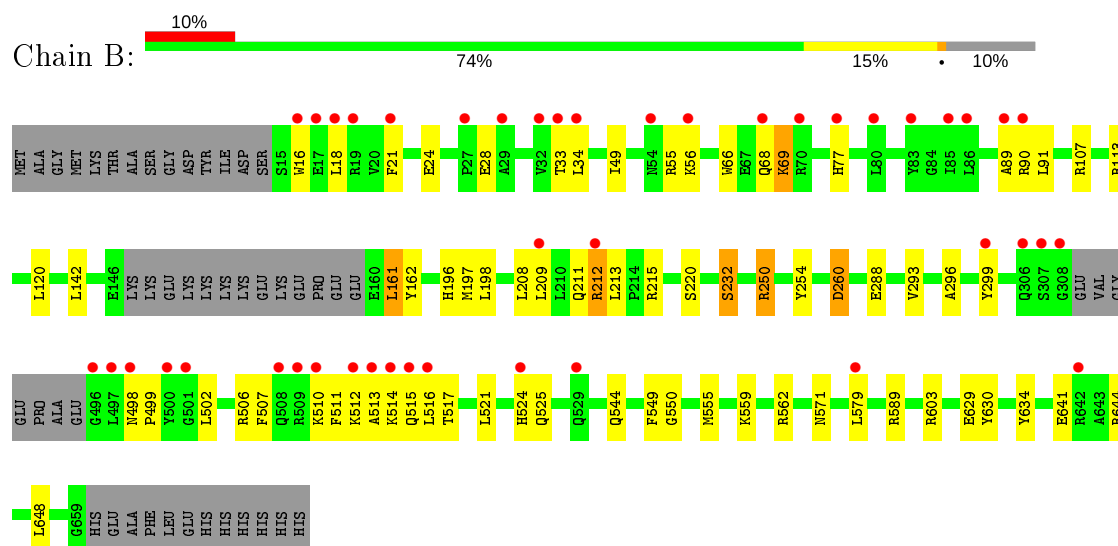 10%
Chain B:
74% 15% • 10%
MET ALA GLY MET LYS THR ALA SER GLY ASP TYR ILE ASP SER S15 W16 E17 L18 R19 V20 F21 E24 P27 E28 A29 V32 T33 L34 I49 N54 R55 K56 W66 E67 Q68 K69 R70 H77 L80 Y83 G84 I85 L86 A89 R90 L91 R107 R113
L120 L142 E146 LYS LYS GLU LYS LYS LYS LYS GLU LYS GLU PRO GLU GLU E160 L161 Y162 H196 M197 L198 L208 L209 L210 Q211 R212 L213 P214 R215 S220 S232 R250 Y254 D260 E288 V293 A296 Y299 Q306 S307 G308 GLU VAL GLY
GLU PRO ALA GLU G496 L497 N498 P499 Y500 G501 L502 R506 F507 Q508 R509 K510 F511 K512 A513 K514 Q515 L516 T517 L521 H524 Q525 Q529 Q544 F549 G550 M555 K559 R562 N571 L579 R589 R603 E629 Y630 Y634 E641 R642 A643 R644
L648 G659 HIS GLU ALA PHE LEU GLU HIS HIS HIS HIS HIS HIS